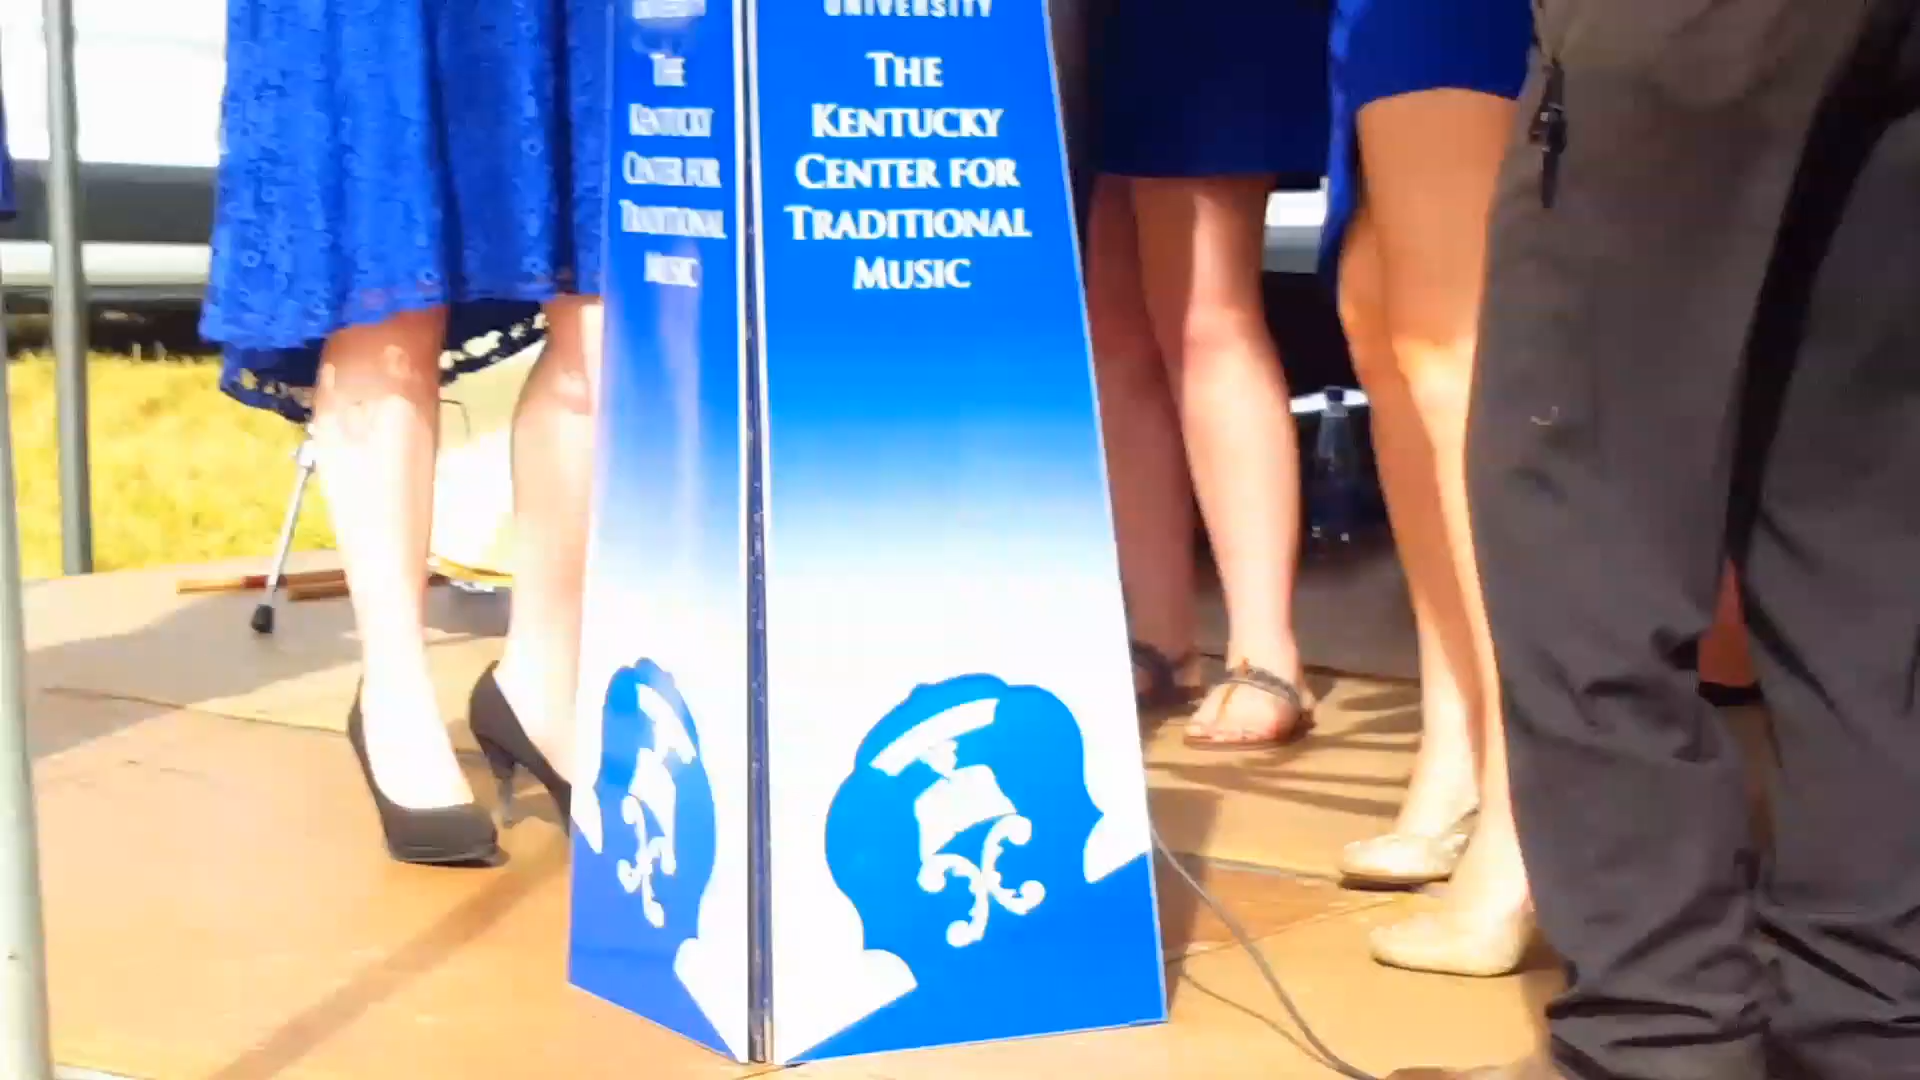 UNIVERSITY
THE
KENTUCKY
CENTER FOR
TRADITIONAL
MUSIC
THE
KENTUCKY
CENTER FOR
TRADITIONAL
MUSIC